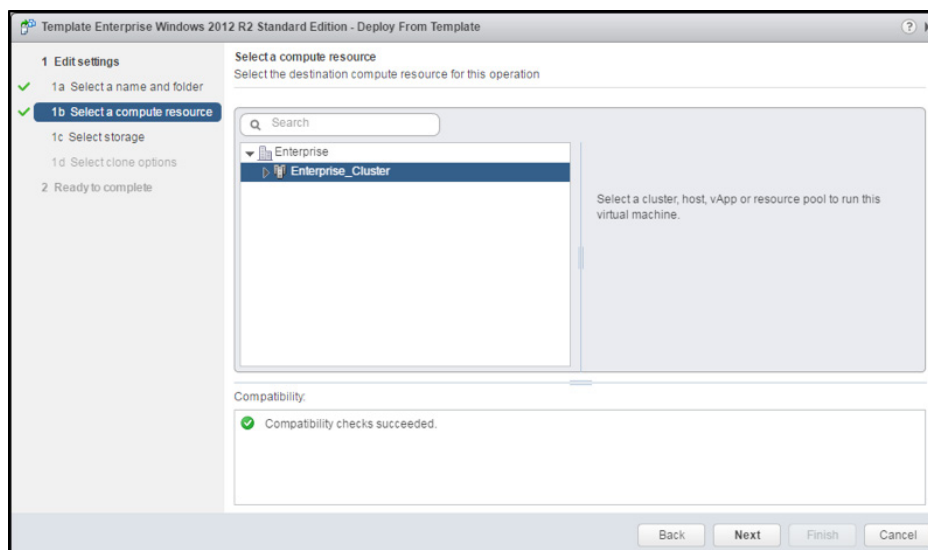 Template Enterprise Windows 2012 R2 Standard Edition - Deploy From Template
?
1 Edit settings
1a Select a name and folder
1b Select a compute resource
1c Select storage
1d Select clone options
2 Ready to complete
Select a compute resource
Select the destination compute resource for this operation
Search
Enterprise
Enterprise_Cluster
Select a cluster, host, vApp or resource pool to run this
virtual machine.
Compatibility:
Compatibility checks succeeded.
Back Next Finish Cancel